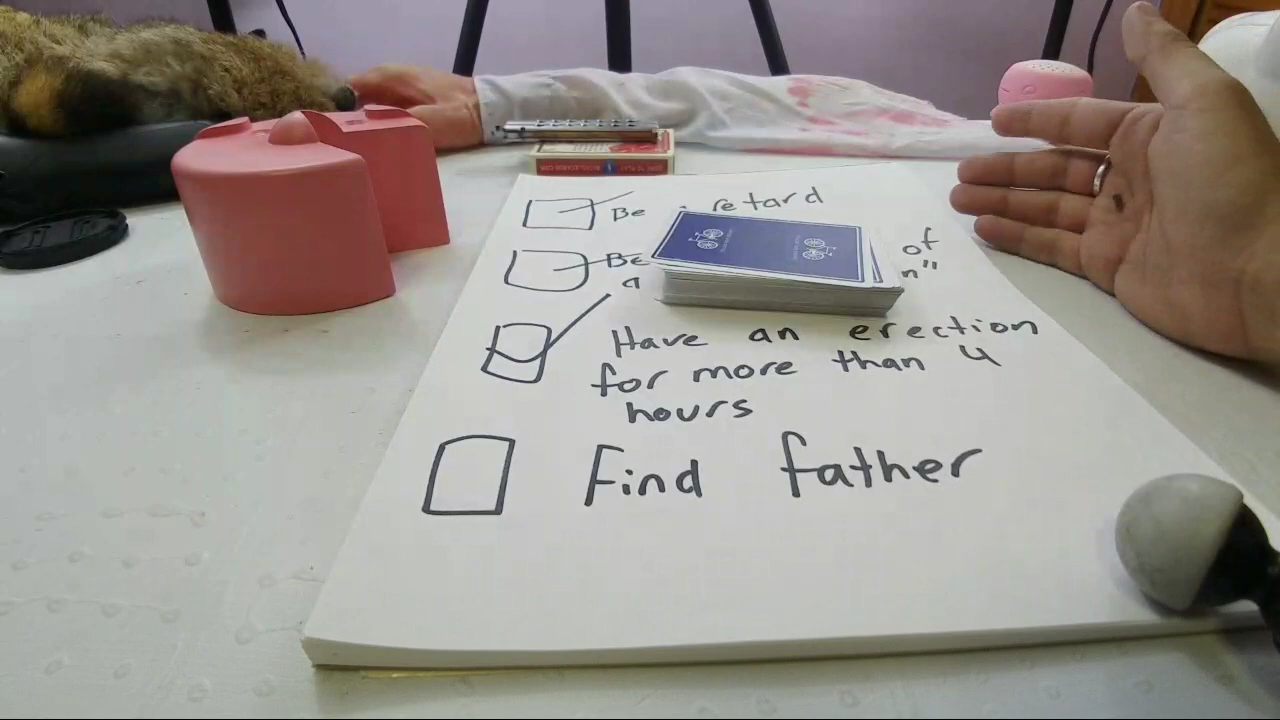 Be retard
Be of
a n"
Have an erection
for more than 4
hours
Find father